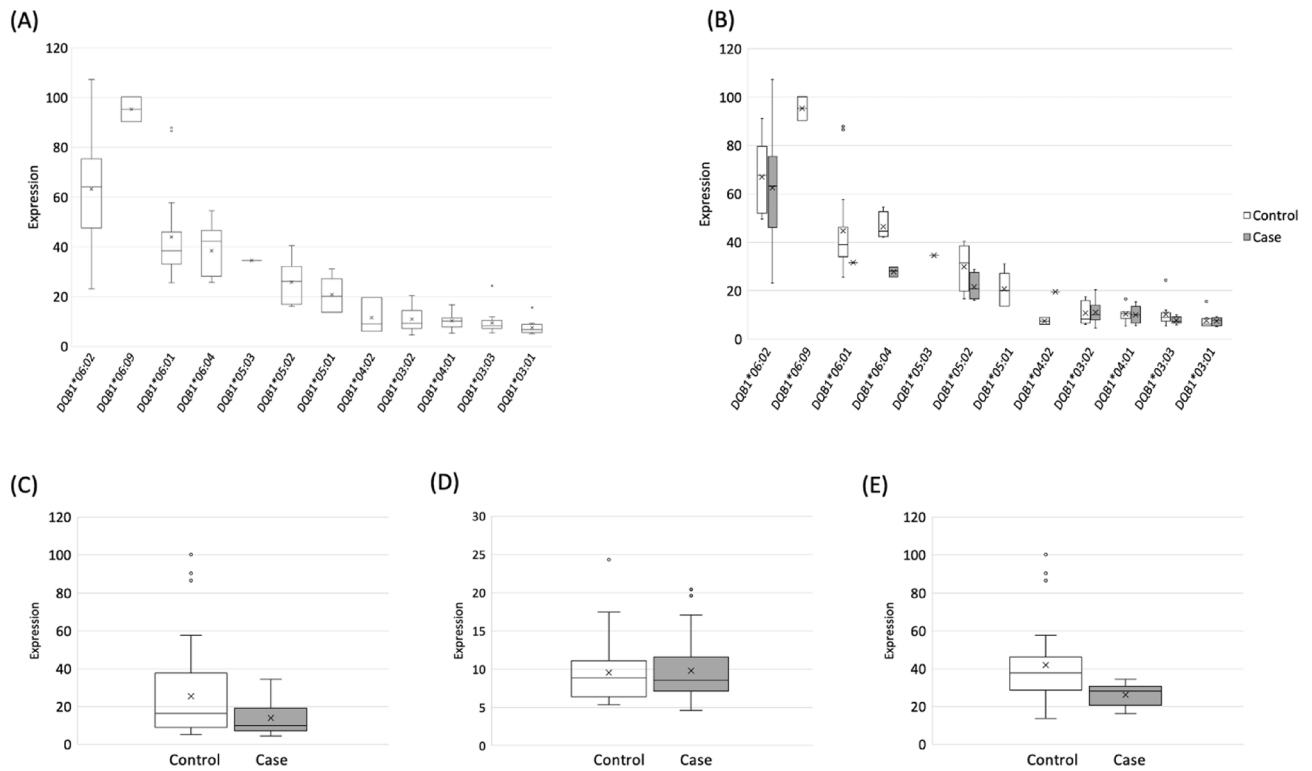 (A)
120
100
80
60
40
20
0
Expression
DQB1*06:02
DQB1*06:09
DQB1*06:01
DQB1*06:04
DQB1*05:03
DQB1*05:02
DQB1*05:01
DQB1*04:02
DQB1*03:02
DQB1*04:01
DQB1*03:03
DQB1*03:01
(B)
120
100
80
60
40
20
0
Expression
DQB1*06:02
DQB1*06:09
DQB1*06:01
DQB1*06:04
DQB1*05:03
DQB1*05:02
DQB1*05:01
DQB1*04:02
DQB1*03:02
DQB1*04:01
DQB1*03:03
DQB1*03:01
Control
Case
(C)
120
100
80
60
40
20
0
Expression
Control Case
(D)
30
25
20
15
10
5
0
Expression
Control Case
(E)
120
100
80
60
40
20
0
Expression
Control Case